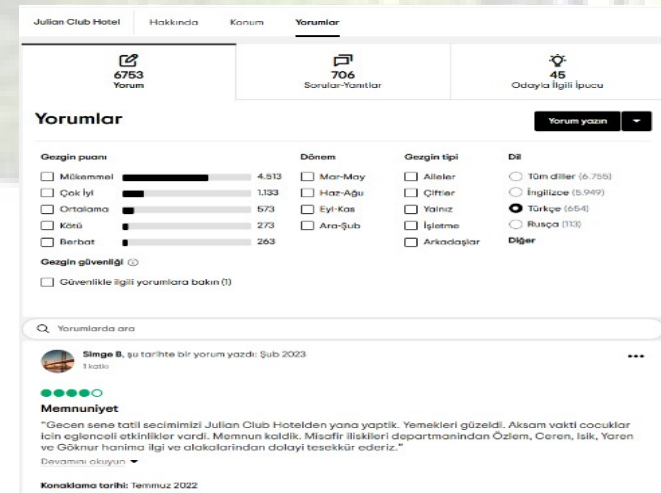 Julian Club Hotel Hakkında Konum Yorumlar
6753 706 45
Yorum Sorular-Yanıtlar Odayla İlgili İpucu
Yorumlar Yorum yazın
Gezgin puanı Dönem Gezgin tipi Dil
Mükemmel 4.513 Mar-May Aileler Tüm diller (6.755)
Çok İyi 1.133 Haz-Ağu Çiftler İngilizce (5.949)
Ortalama 573 Eyl-Kas Yalnız Türkçe (654)
Kötü 273 Ara-Şub İşletme Rusça (113)
Berbat 263 Arkadaşlar Diğer
Gezgin güvenliği
Güvenlikle ilgili yorumlara bakın (1)
Yorumlarda ara
Simge B, şu tarihte bir yorum yazdı: Şub 2023
1 katkı
Memnuniyet
"Gecen sene tatil secimimizi Julian Club Hotelden yana yaptik. Yemekleri güzeldi. Aksam vakti cocuklar
icin eglenceli etkinlikler vardi. Memnun kaldik. Misafir iliskileri departmanindan Özlem, Ceren, Isik, Yaren
ve Göknur hanima ilgi ve alakalarindan dolayi tesekkür ederiz."
Devamını okuyun
Konaklama tarihi: Temmuz 2022